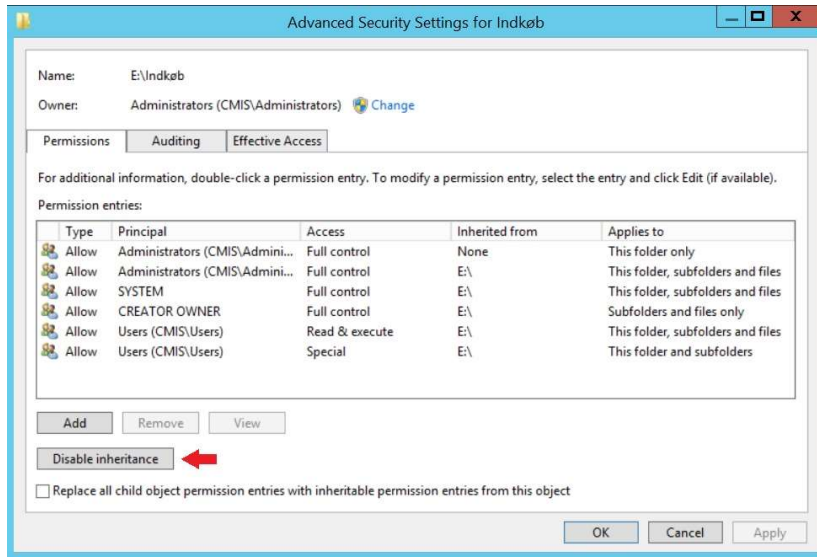 Advanced Security Settings for Indkøb
Name: E:\Indkøb
Owner: Administrators (CMIS\Administrators) Change
Permissions Auditing Effective Access
For additional information, double-click a permission entry. To modify a permission entry, select the entry and click Edit (if available).
Permission entries:
Type Principal Access Inherited from Applies to
Allow Administrators (CMIS\Admini... Full control None This folder only
Allow Administrators (CMIS\Admini... Full control E:\ This folder, subfolders and files
Allow SYSTEM Full control E:\ This folder, subfolders and files
Allow CREATOR OWNER Full control E:\ Subfolders and files only
Allow Users (CMIS\Users) Read & execute E:\ This folder, subfolders and files
Allow Users (CMIS\Users) Special E:\ This folder and subfolders
Add Remove View
Disable inheritance
Replace all child object permission entries with inheritable permission entries from this object
OK Cancel Apply